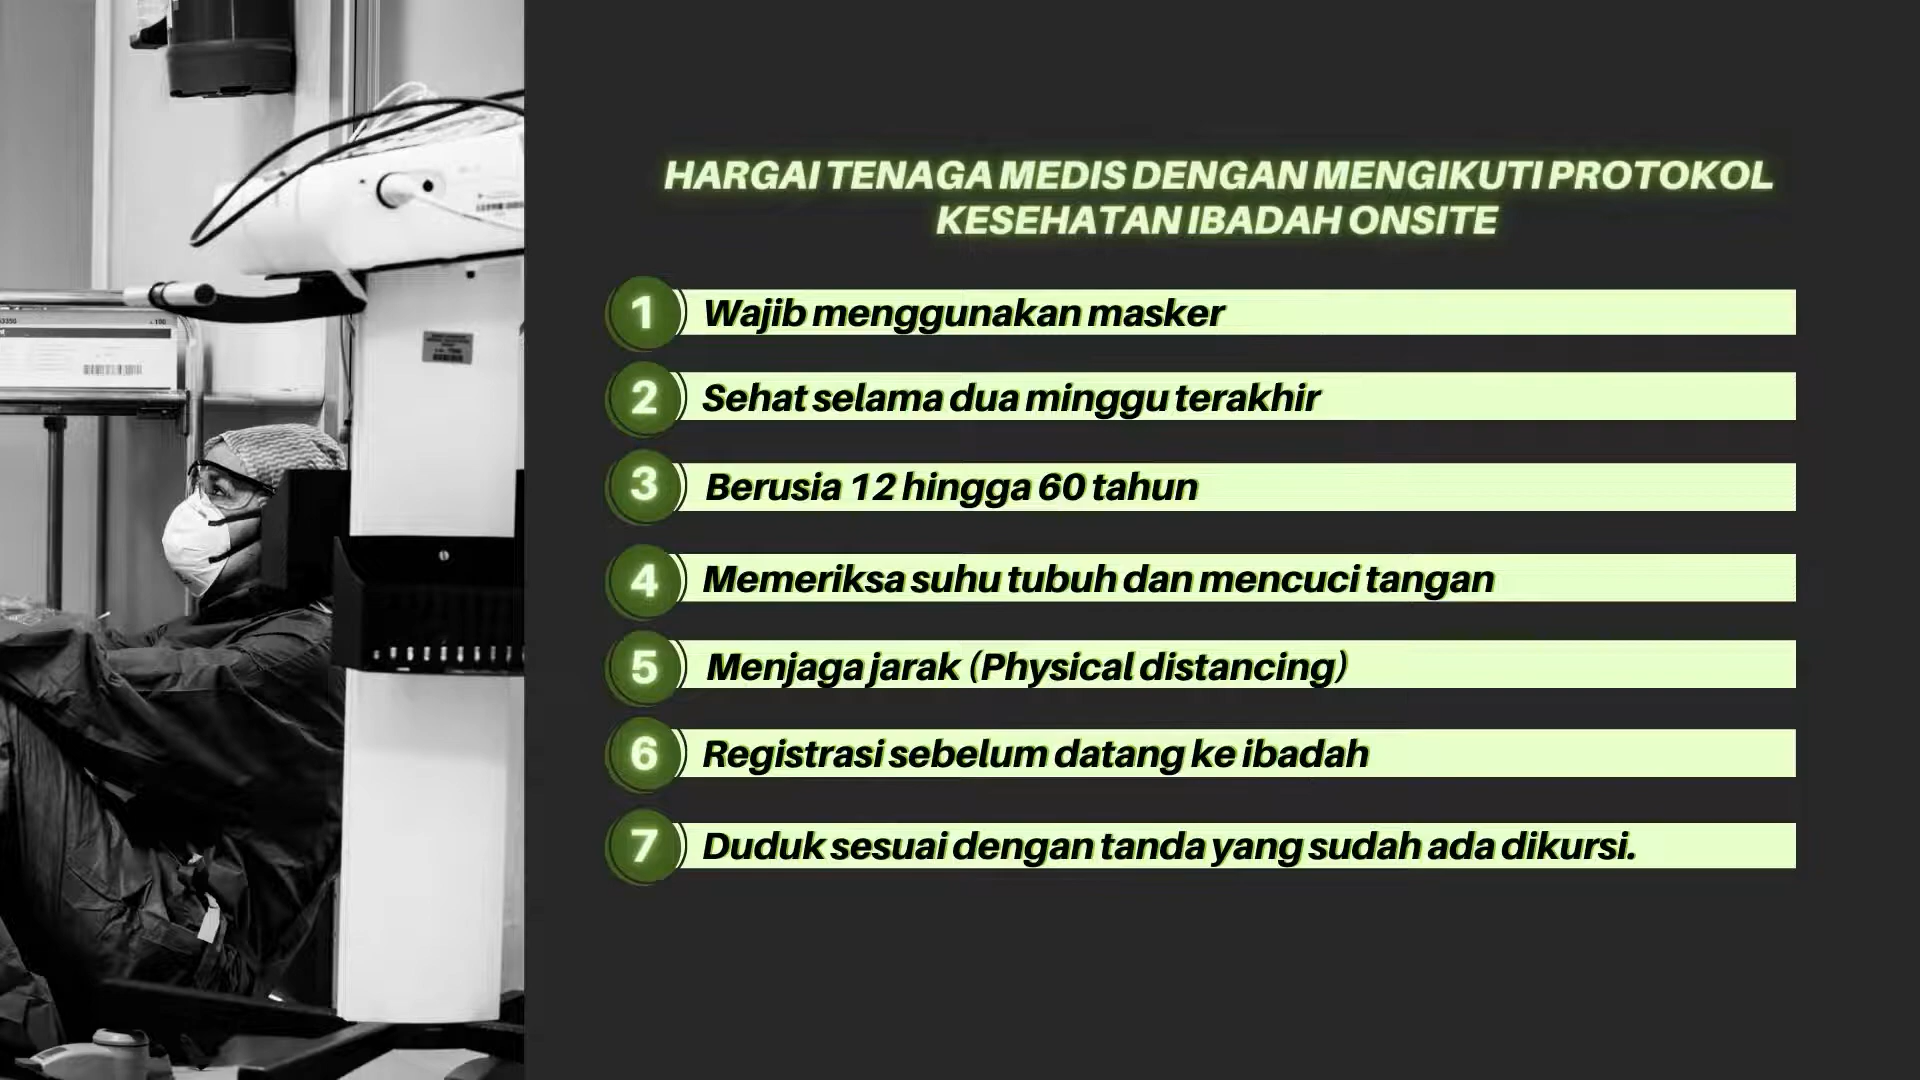 HARGAI TENAGA MEDIS DENGAN MENGIKUTI PROTOKOL
KESEHATAN IBADAH ONSITE
1 Wajib menggunakan masker
2 Sehat selama dua minggu terakhir
3 Berusia 12 hingga 60 tahun
4 Memeriksa suhu tubuh dan mencuci tangan
5 Menjaga jarak (Physical distancing)
6 Registrasi sebelum datang ke ibadah
7 Duduk sesuai dengan tanda yang sudah ada dikursi.